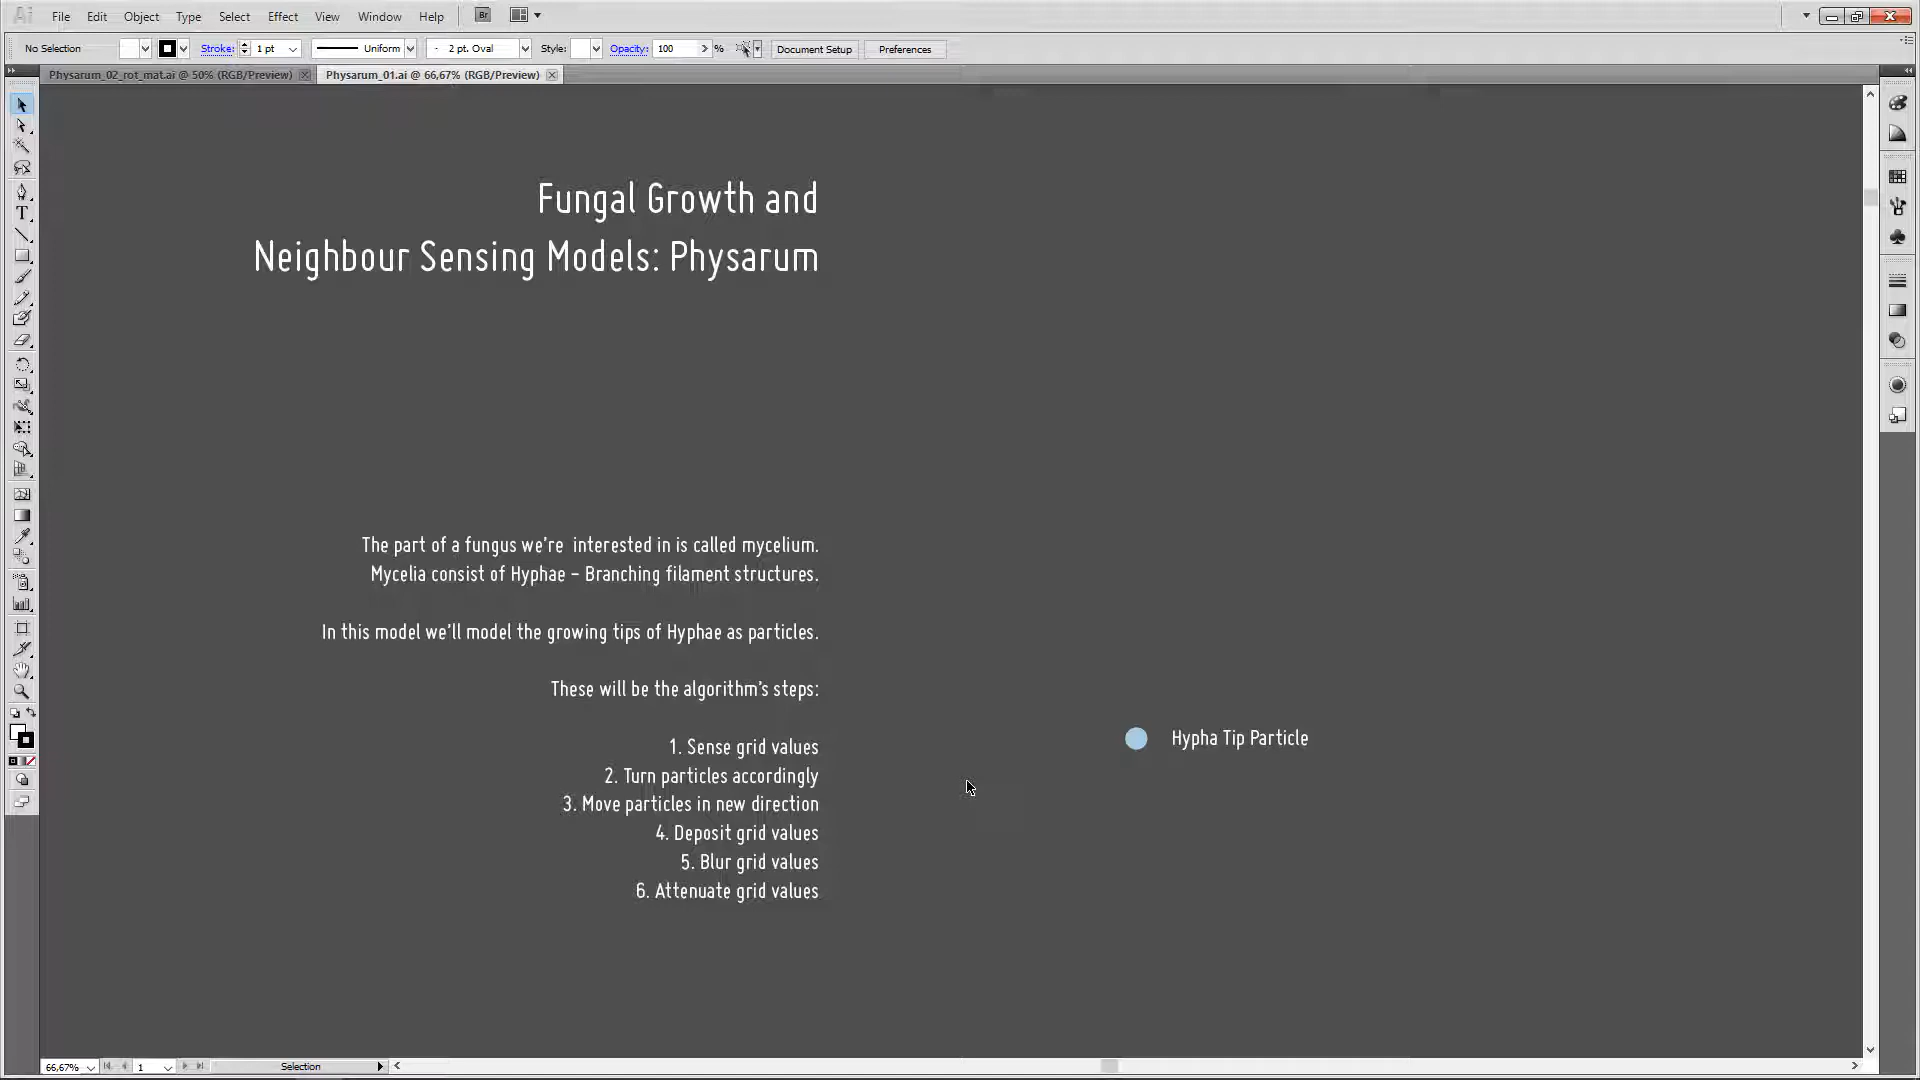 Ai File Edit Object Type Select Effect View Window Help Br
No Selection Stroke: 1 pt Uniform 2 pt. Oval Style: Opacity: 100 % Document Setup Preferences
Physarum_02_rot_mat.ai @ 50% (RGB/Preview) Physarum_01.ai @ 66,67% (RGB/Preview)
Fungal Growth and
Neighbour Sensing Models: Physarum
The part of a fungus we're interested in is called mycelium.
Mycelia consist of Hyphae - Branching filament structures.
In this model we'll model the growing tips of Hyphae as particles.
These will be the algorithm's steps:
1. Sense grid values
2. Turn particles accordingly
3. Move particles in new direction
4. Deposit grid values
5. Blur grid values
6. Attenuate grid values
Hypha Tip Particle
66,67% 1 Selection